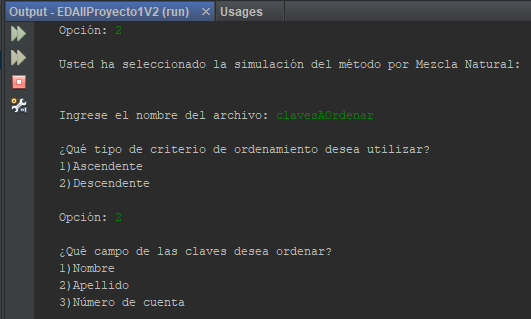 Output - EDAIIProyecto1V2 (run) × Usages
Opción: 2
Usted ha seleccionado la simulación del método por Mezcla Natural:
Ingrese el nombre del archivo: clavesAOrdenar
¿Qué tipo de criterio de ordenamiento desea utilizar?
1)Ascendente
2)Descendente
Opción: 2
¿Qué campo de las claves desea ordenar?
1)Nombre
2)Apellido
3)Número de cuenta